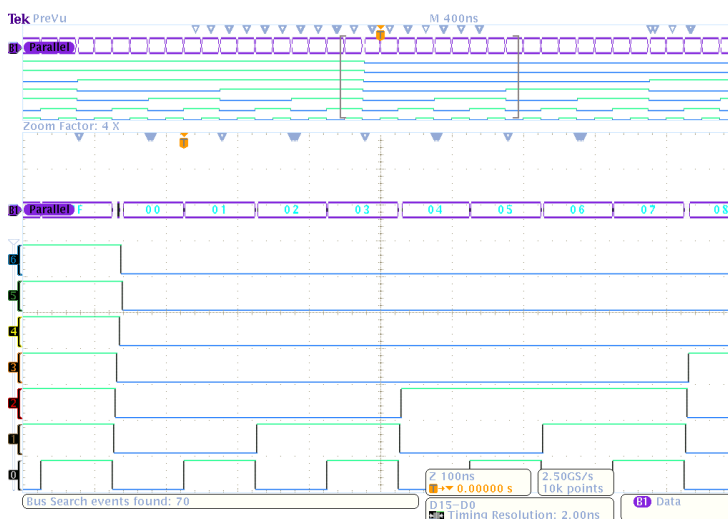 Tek PreVu M 400ns
B1 Parallel
Zoom Factor: 4 X
T
B1 Parallel F 00 01 02 03 04 05 06 07 08
6
5
4
3
2
1
0
Z 100ns 2.50GS/s
T→▼ 0.00000 s 10k points
Bus Search events found: 70
D15-D0 B1 Data
Timing Resolution: 2.00ns